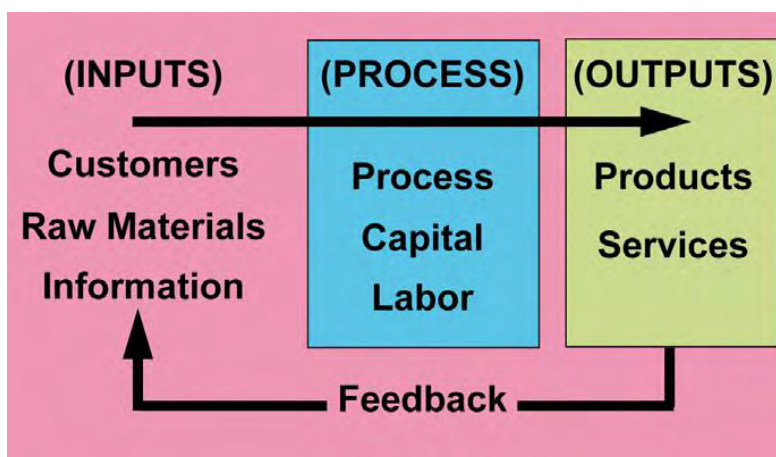 (INPUTS)
Customers
Raw Materials
Information
(PROCESS)
Process
Capital
Labor
(OUTPUTS)
Products
Services
Feedback